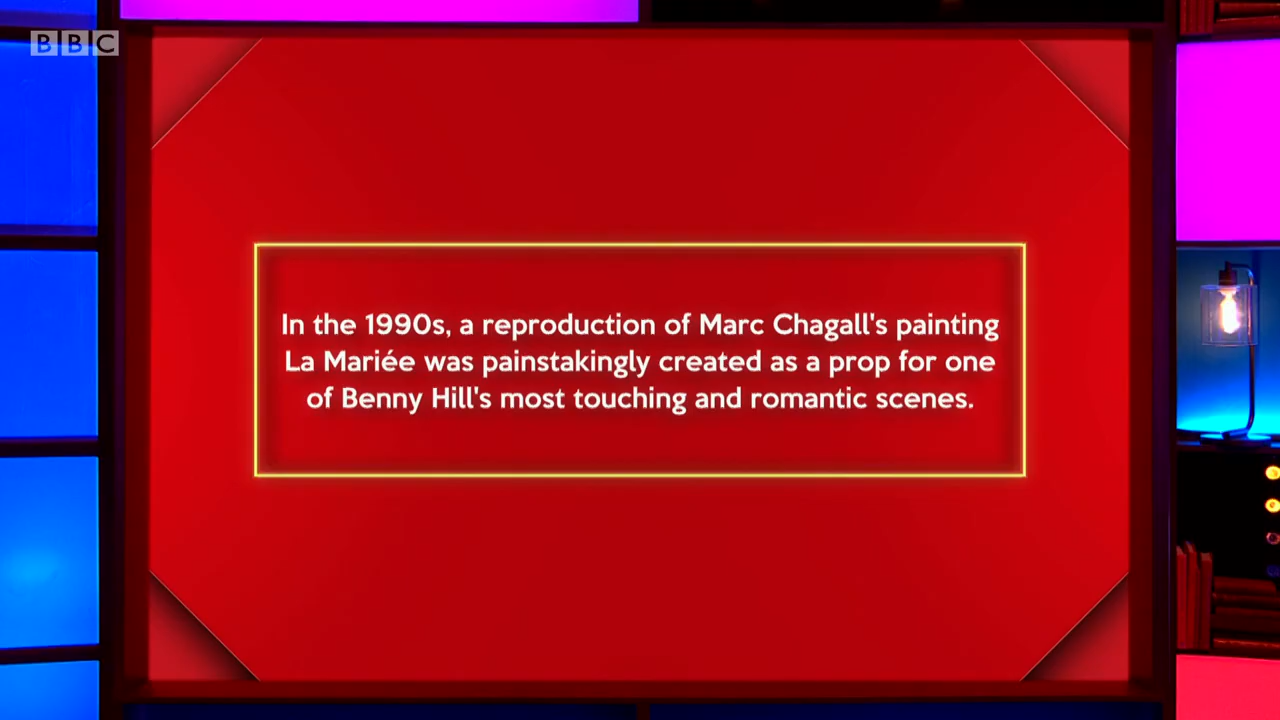 BBC
In the 1990s, a reproduction of Marc Chagall's painting
La Mariée was painstakingly created as a prop for one
of Benny Hill's most touching and romantic scenes.